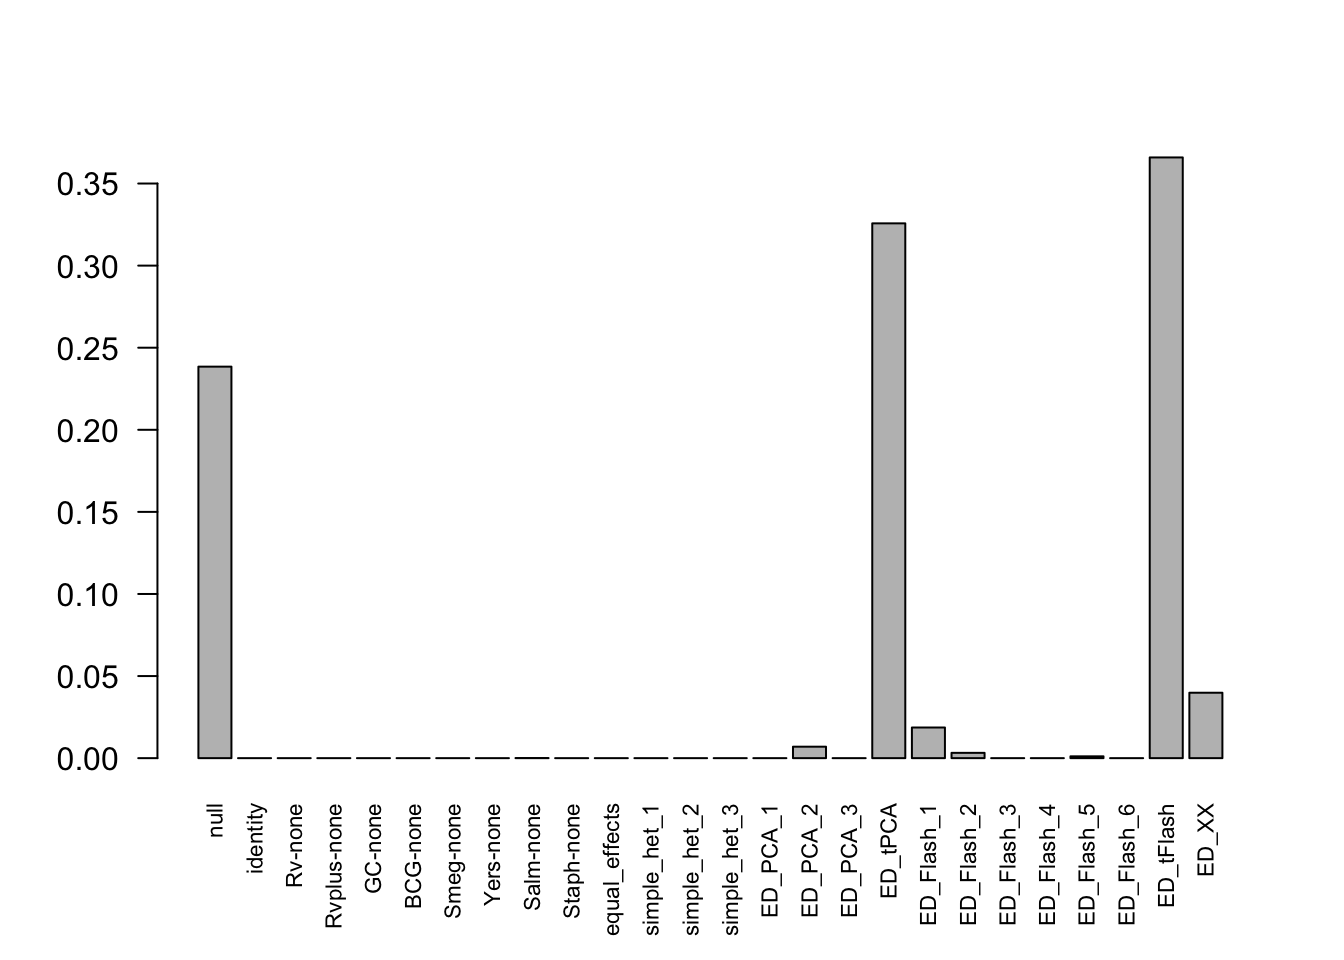 0.35
0.30
0.25
0.20
0.15
0.10
0.05
0.00
null
identity
Rv-none
Rvplus-none
GC-none
BCG-none
Smeg-none
Yers-none
Salm-none
Staph-none
equal_effects
simple_het_1
simple_het_2
simple_het_3
ED_PCA_1
ED_PCA_2
ED_PCA_3
ED_tPCA
ED_Flash_1
ED_Flash_2
ED_Flash_3
ED_Flash_4
ED_Flash_5
ED_Flash_6
ED_tFlash
ED_XX